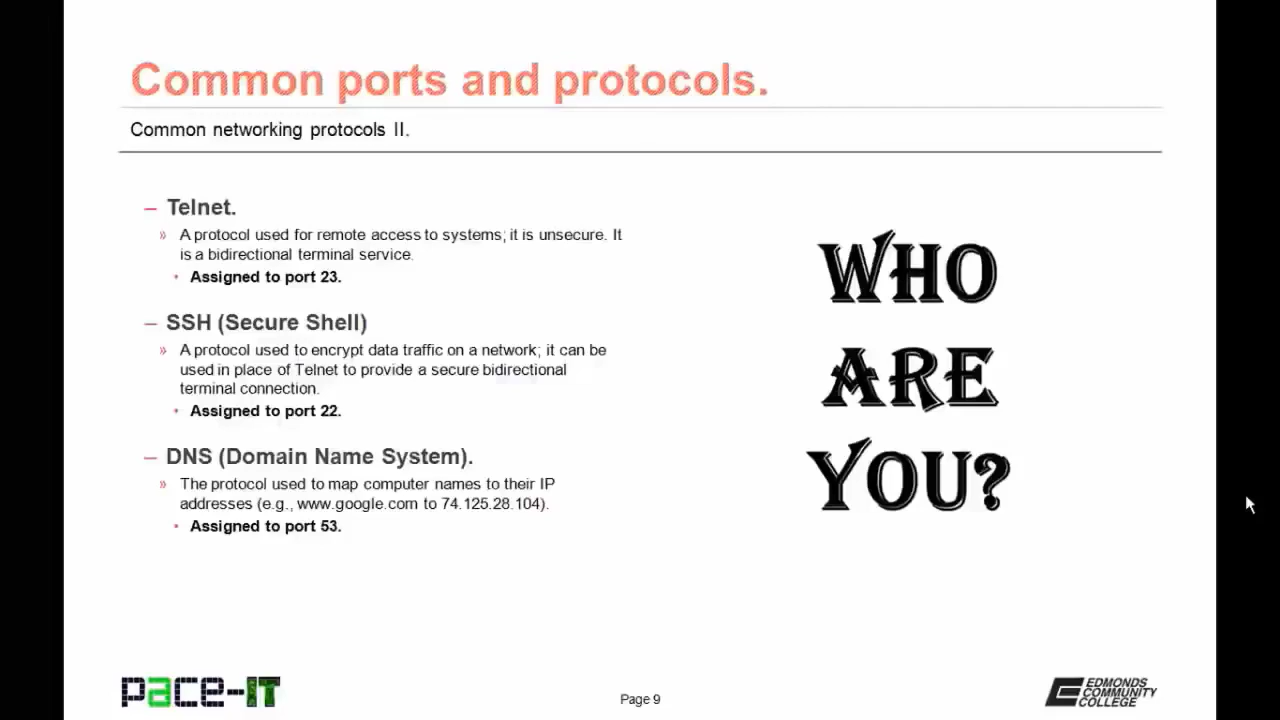 Common ports and protocols.
Common networking protocols II.
– Telnet.
» A protocol used for remote access to systems; it is unsecure. It
is a bidirectional terminal service.
• Assigned to port 23.
– SSH (Secure Shell)
» A protocol used to encrypt data traffic on a network; it can be
used in place of Telnet to provide a secure bidirectional
terminal connection.
• Assigned to port 22.
– DNS (Domain Name System).
» The protocol used to map computer names to their IP
addresses (e.g., www.google.com to 74.125.28.104).
• Assigned to port 53.
WHO
ARE
YOU?
pace-IT
Page 9
EDMONDS
COMMUNITY
COLLEGE